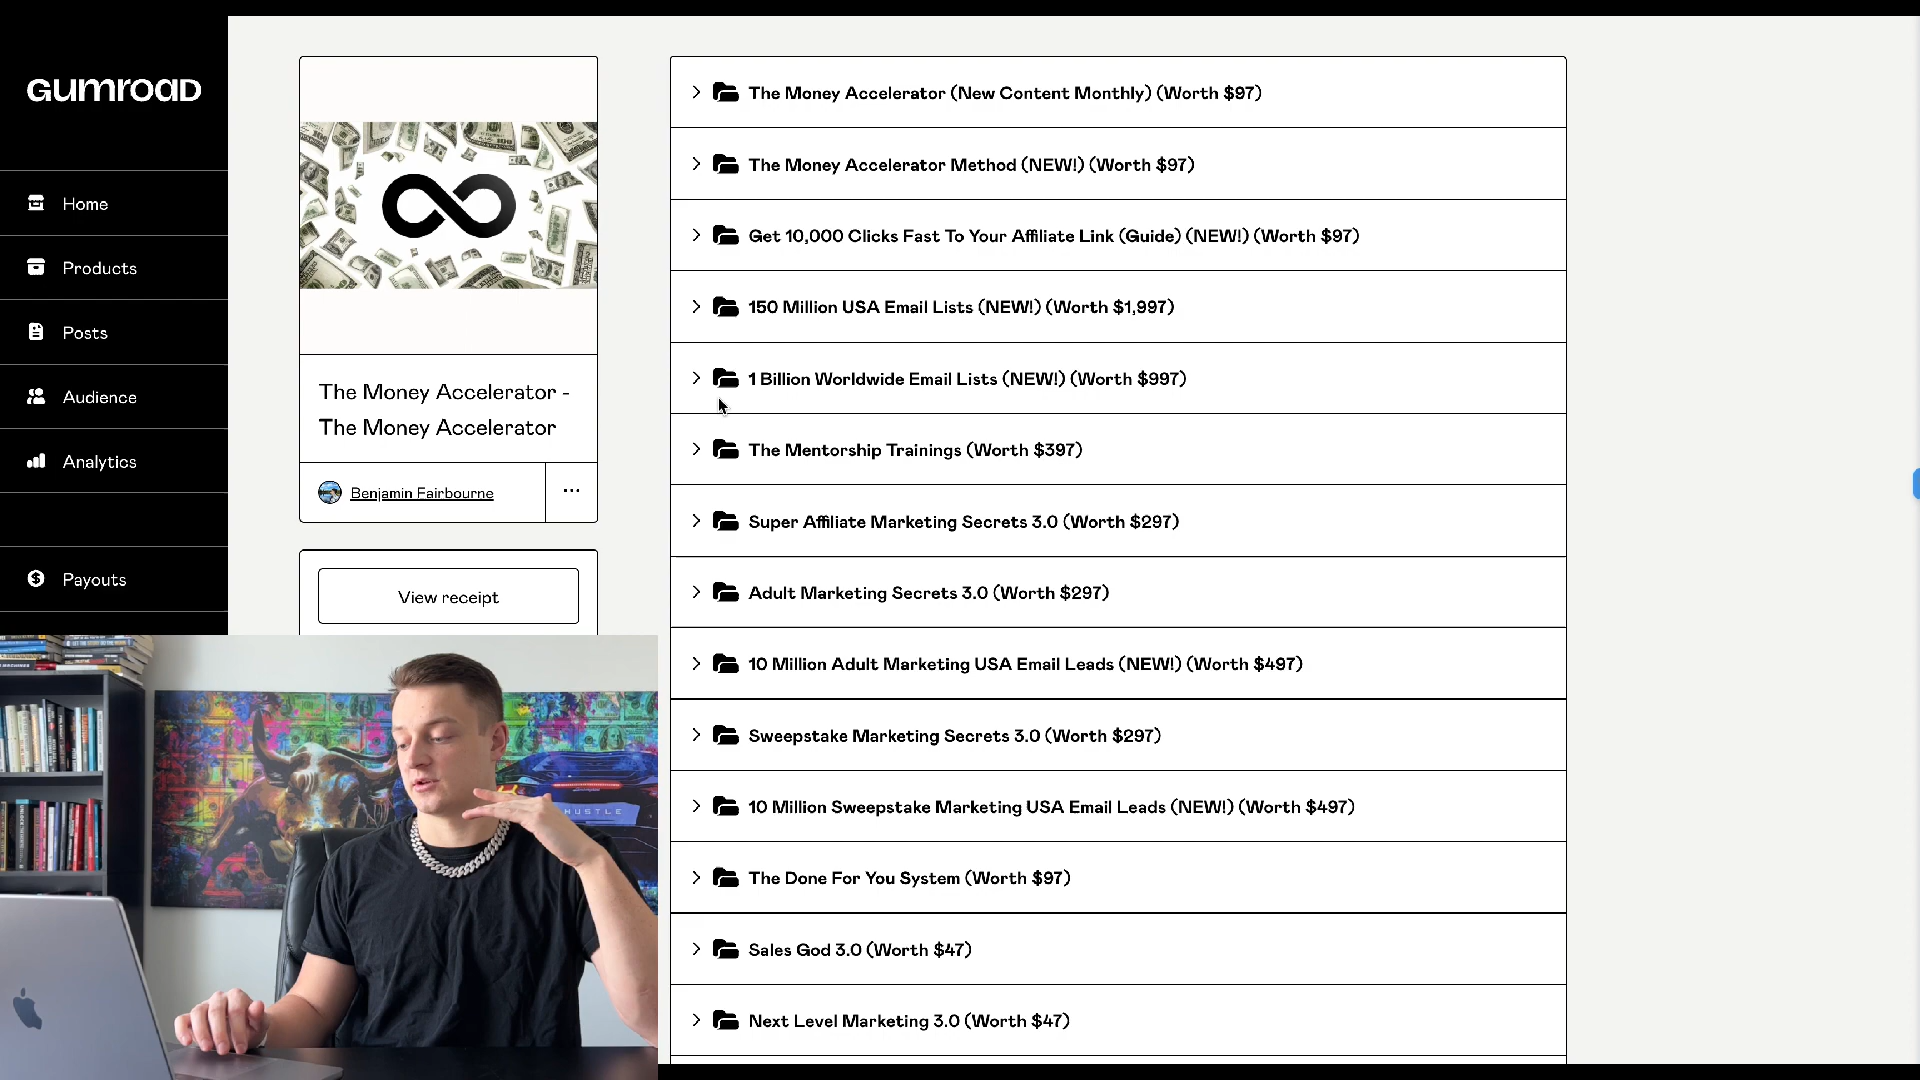 GUMROAD
Home
Products
Posts
Audience
Analytics
Payouts
The Money Accelerator -
The Money Accelerator
Benjamin Fairbourne
...
View receipt
The Money Accelerator (New Content Monthly) (Worth $97)
The Money Accelerator Method (NEW!) (Worth $97)
Get 10,000 Clicks Fast To Your Affiliate Link (Guide) (NEW!) (Worth $97)
150 Million USA Email Lists (NEW!) (Worth $1,997)
1 Billion Worldwide Email Lists (NEW!) (Worth $997)
The Mentorship Trainings (Worth $397)
Super Affiliate Marketing Secrets 3.0 (Worth $297)
Adult Marketing Secrets 3.0 (Worth $297)
10 Million Adult Marketing USA Email Leads (NEW!) (Worth $497)
Sweepstake Marketing Secrets 3.0 (Worth $297)
10 Million Sweepstake Marketing USA Email Leads (NEW!) (Worth $497)
The Done For You System (Worth $97)
Sales God 3.0 (Worth $47)
Next Level Marketing 3.0 (Worth $47)
HUSTLE